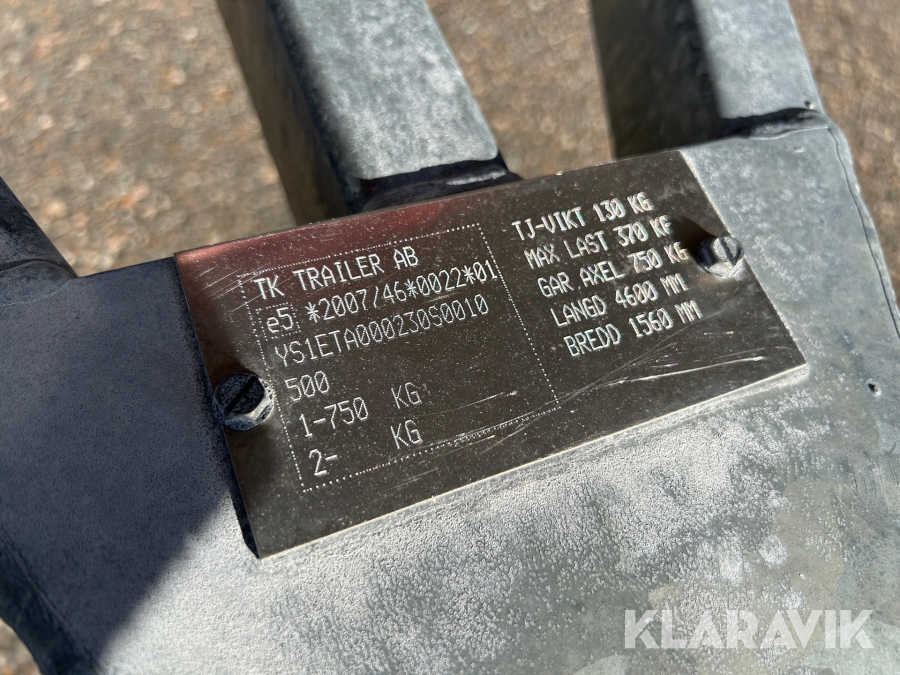 TK TRAILER AB
e5 *2007/46*0022*01
YS1ETA000230S0010
500
1-750 KG
2- KG
TJ-VIKT 130 KG
MAX LAST 370 KG
GAR AXEL 750 KG
LANGD 4600 MM
BREDD 1560 MM
KLARAVIK